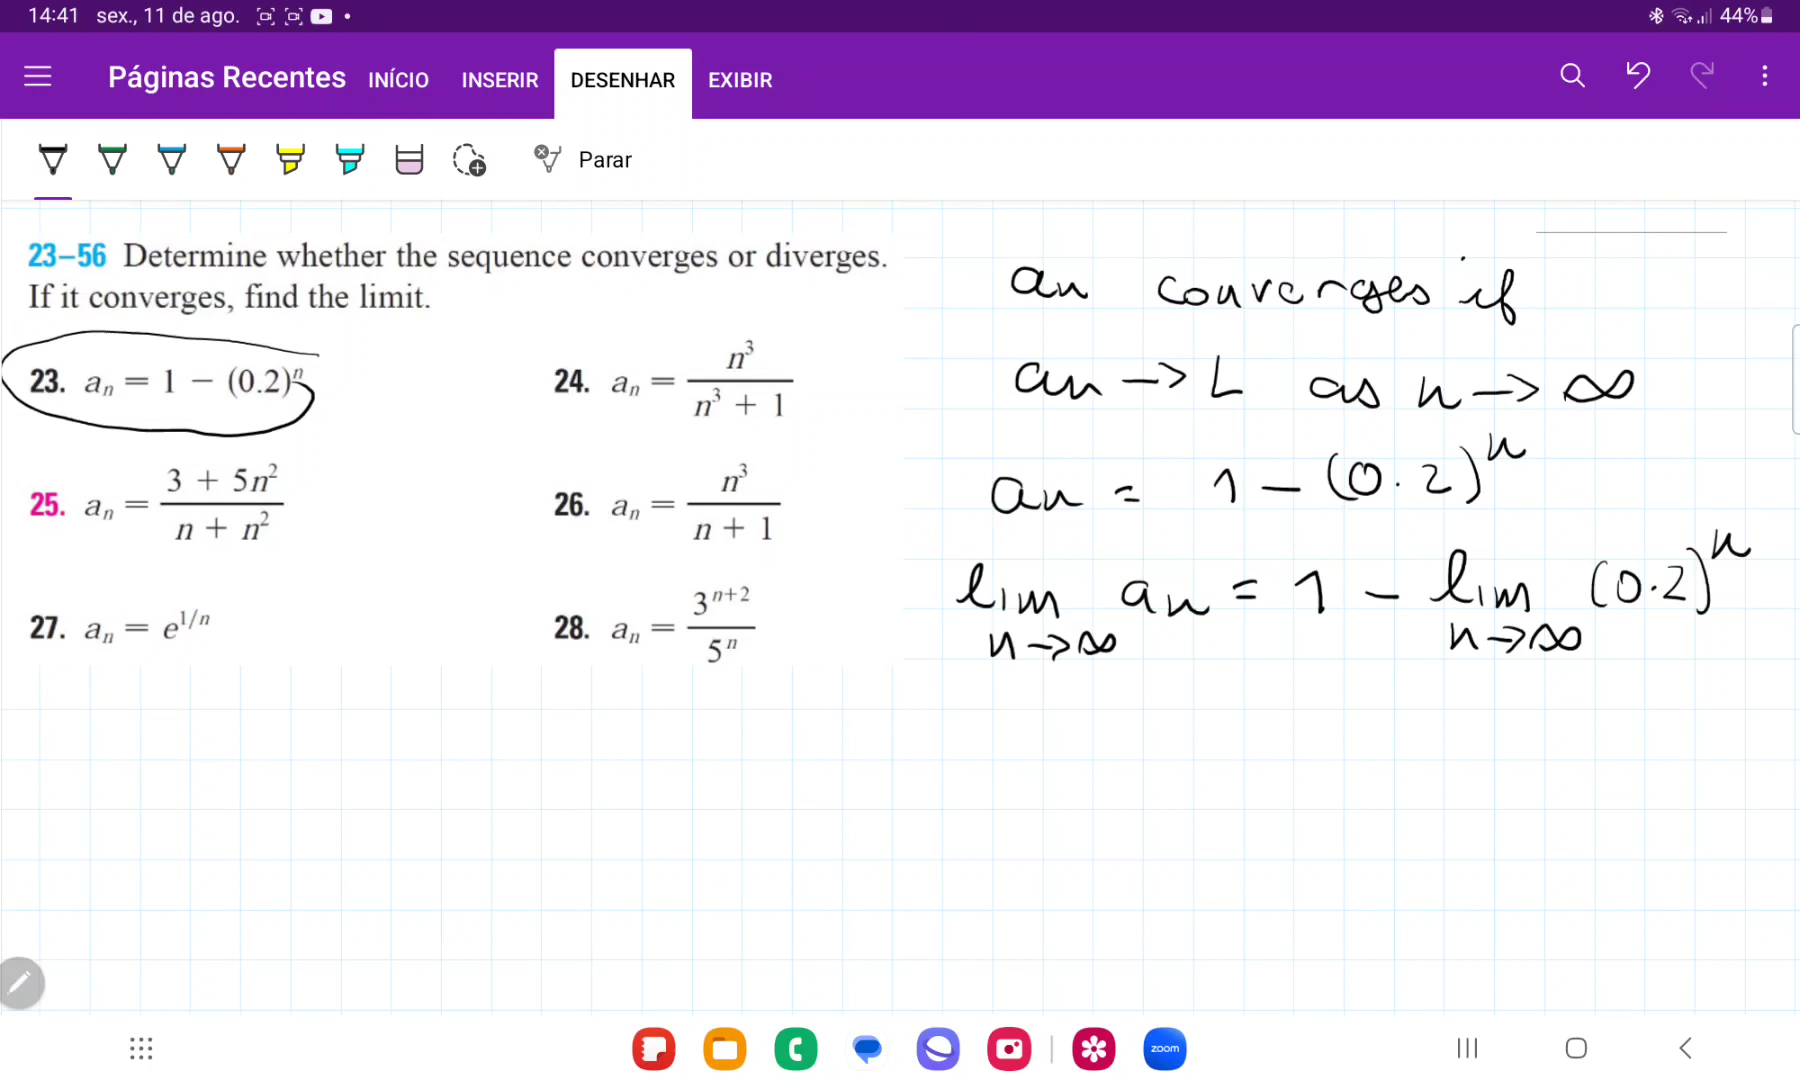 14:41 sex., 11 de ago. 44%
Páginas Recentes INÍCIO INSERIR DESENHAR EXIBIR
Parar
23–56 Determine whether the sequence converges or diverges.
If it converges, find the limit.
23. aₙ = 1 − (0.2)ⁿ
24. aₙ = n³ / (n³ + 1)
25. aₙ = (3 + 5n²) / (n + n²)
26. aₙ = n³ / (n + 1)
27. aₙ = e^(1/n)
28. aₙ = 3^(n+2) / 5ⁿ
an converges if
an -> L as n -> ∞
an = 1 − (0.2)ⁿ
lim n->∞ an = 1 − lim n->∞ (0.2)ⁿ
zoom